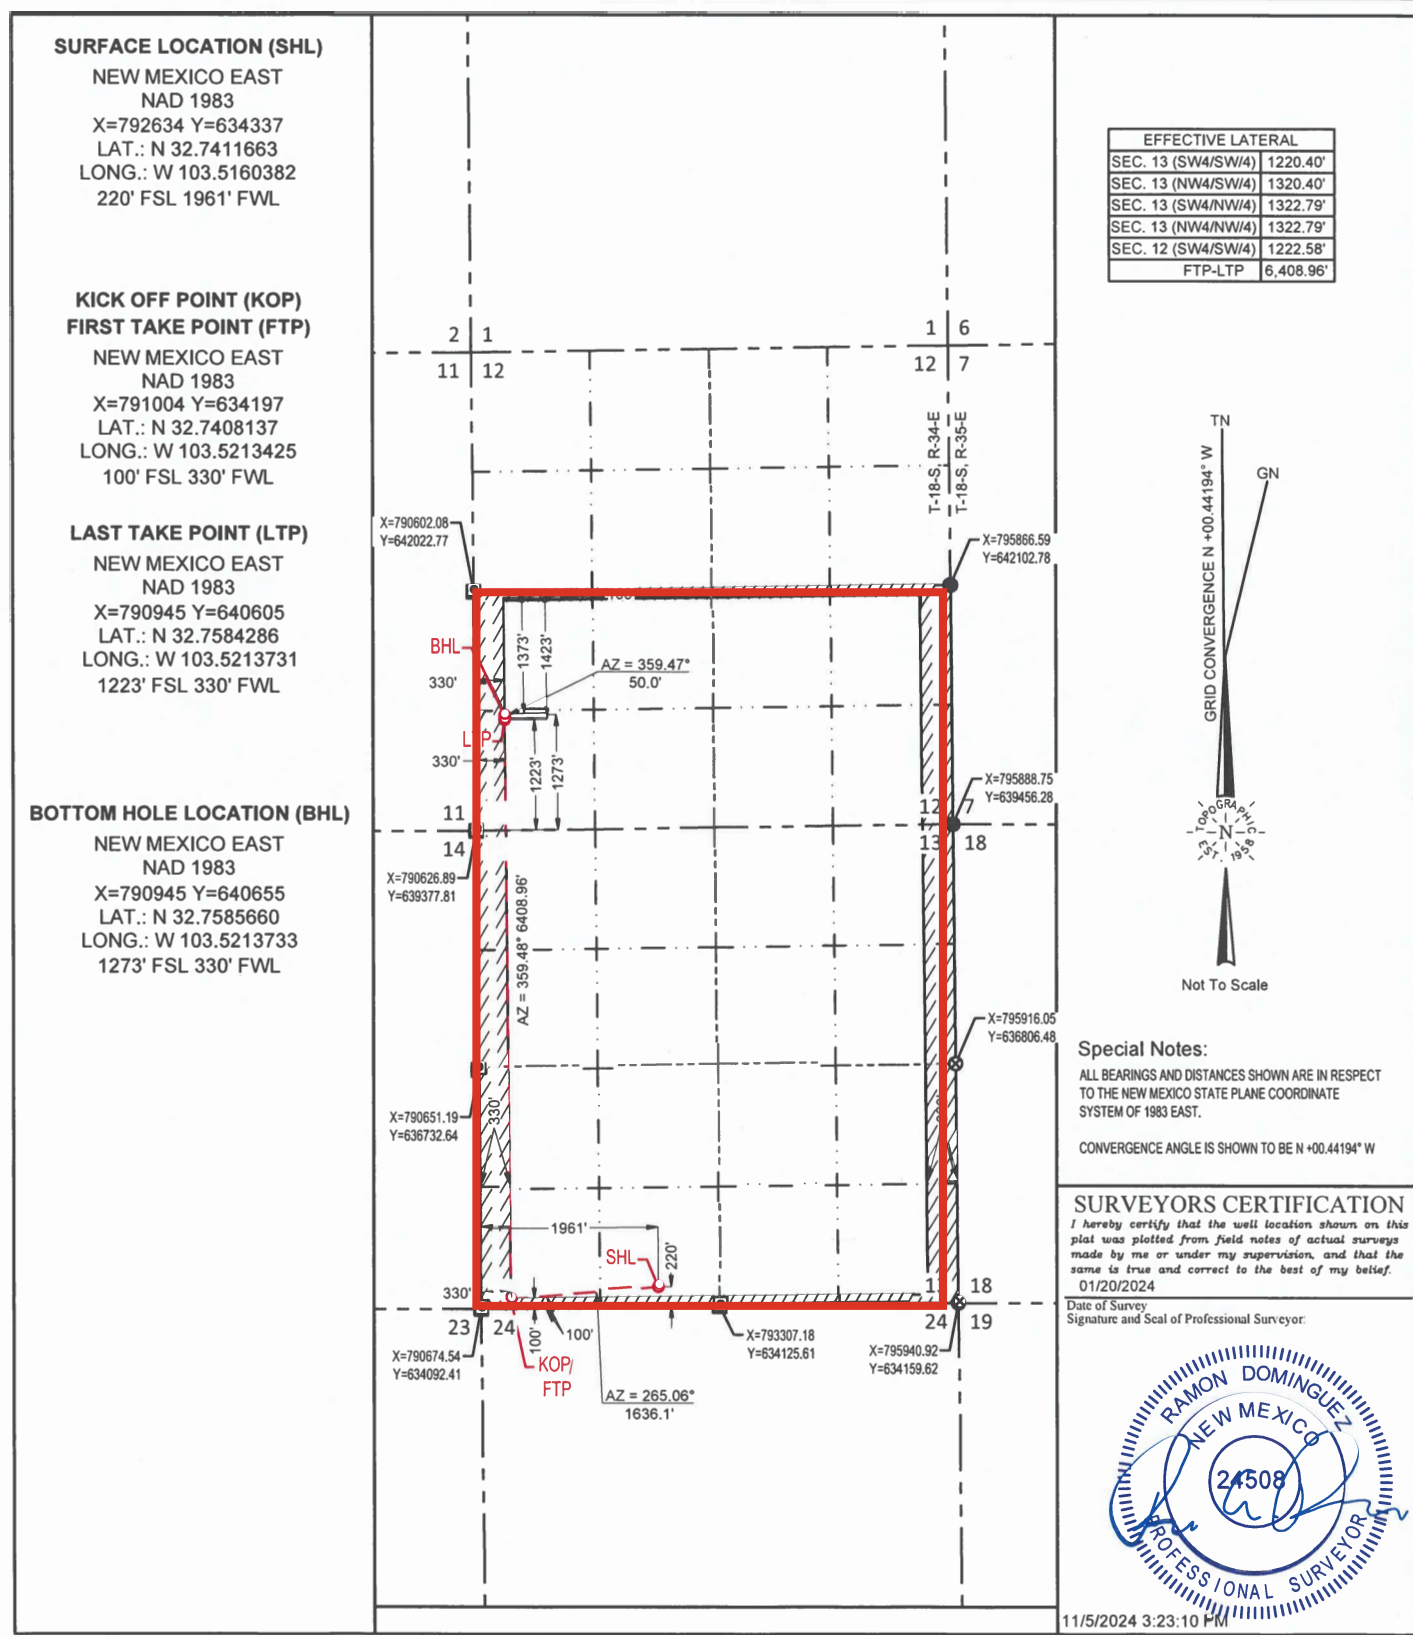 SURFACE LOCATION (SHL)
NEW MEXICO EAST
NAD 1983
X=792634 Y=634337
LAT.: N 32.7411663
LONG.: W 103.5160382
220' FSL 1961' FWL
KICK OFF POINT (KOP)
FIRST TAKE POINT (FTP)
NEW MEXICO EAST
NAD 1983
X=791004 Y=634197
LAT.: N 32.7408137
LONG.: W 103.5213425
100' FSL 330' FWL
LAST TAKE POINT (LTP)
NEW MEXICO EAST
NAD 1983
X=790945 Y=640605
LAT.: N 32.7584286
LONG.: W 103.5213731
1223' FSL 330' FWL
BOTTOM HOLE LOCATION (BHL)
NEW MEXICO EAST
NAD 1983
X=790945 Y=640655
LAT.: N 32.7585660
LONG.: W 103.5213733
1273' FSL 330' FWL
2 1
11 12
1 6
12 7
T-18-S, R-34-E
T-18-S, R-35-E
X=790602.08
Y=642022.77
X=795866.59
Y=642102.78
BHL
1373'
1423'
AZ = 359.47°
50.0'
330'
LTP
330'
1223'
1273'
X=795888.75
Y=639456.28
11
14
12 7
13 18
X=790626.89
Y=639377.81
AZ = 359.48° 6408.96'
X=795916.05
Y=636806.48
X=790651.19
Y=636732.64
330'
1961'
SHL
220'
330'
18
23 24
24 19
100'
100'
KOP/
FTP
X=793307.18
Y=634125.61
X=795940.92
Y=634159.62
X=790674.54
Y=634092.41
AZ = 265.06°
1636.1'
EFFECTIVE LATERAL
SEC. 13 (SW4/SW/4) 1220.40'
SEC. 13 (NW4/SW/4) 1320.40'
SEC. 13 (SW4/NW/4) 1322.79'
SEC. 13 (NW4/NW/4) 1322.79'
SEC. 12 (SW4/SW/4) 1222.58'
FTP-LTP 6,408.96'
TN
GN
GRID CONVERGENCE N +00.44194° W
TOPOGRAPHIC
N
EST. 1958
Not To Scale
Special Notes:
ALL BEARINGS AND DISTANCES SHOWN ARE IN RESPECT
TO THE NEW MEXICO STATE PLANE COORDINATE
SYSTEM OF 1983 EAST.
CONVERGENCE ANGLE IS SHOWN TO BE N +00.44194° W
SURVEYORS CERTIFICATION
I hereby certify that the well location shown on this
plat was plotted from field notes of actual surveys
made by me or under my supervision, and that the
same is true and correct to the best of my belief.
01/20/2024
Date of Survey
Signature and Seal of Professional Surveyor:
RAMON DOMINGUEZ
NEW MEXICO
24508
PROFESSIONAL SURVEYOR
11/5/2024 3:23:10 PM